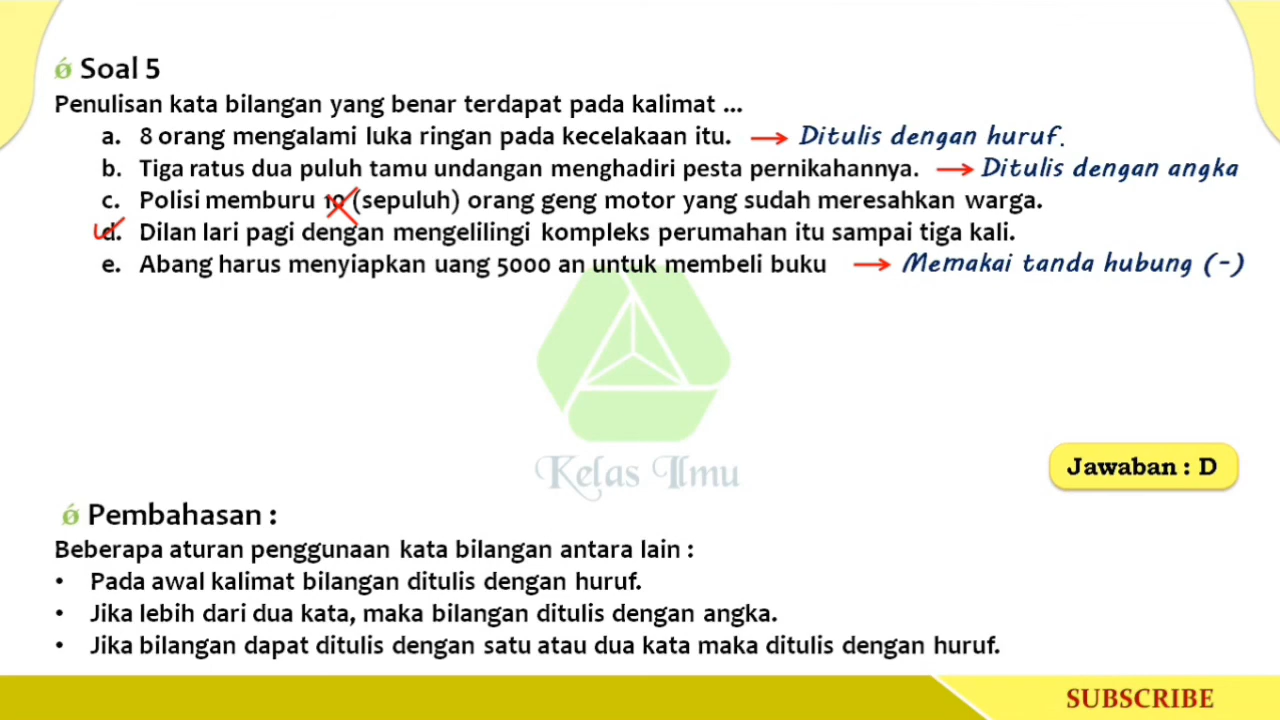 Soal 5
Penulisan kata bilangan yang benar terdapat pada kalimat ...
a. 8 orang mengalami luka ringan pada kecelakaan itu. → Ditulis dengan huruf.
b. Tiga ratus dua puluh tamu undangan menghadiri pesta pernikahannya. → Ditulis dengan angka
c. Polisi memburu 10 (sepuluh) orang geng motor yang sudah meresahkan warga.
d. Dilan lari pagi dengan mengelilingi kompleks perumahan itu sampai tiga kali.
e. Abang harus menyiapkan uang 5000 an untuk membeli buku → Memakai tanda hubung (-)
Kelas Ilmu
Jawaban : D
Pembahasan :
Beberapa aturan penggunaan kata bilangan antara lain :
• Pada awal kalimat bilangan ditulis dengan huruf.
• Jika lebih dari dua kata, maka bilangan ditulis dengan angka.
• Jika bilangan dapat ditulis dengan satu atau dua kata maka ditulis dengan huruf.
SUBSCRIBE